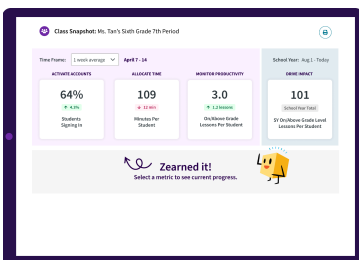 Class Snapshot: Ms. Tan's Sixth Grade 7th Period
Time Frame: 1 week average April 7 - 14
School Year: Aug 1 - Today
ACTIVATE ACCOUNTS
64%
↑ 4.3%
Students
Signing In
ALLOCATE TIME
109
↓ 12 min
Minutes Per
Student
MONITOR PRODUCTIVITY
3.0
↑ 1.2 lessons
On/Above Grade
Lessons Per Student
DRIVE IMPACT
101
School Year Total
SY On/Above Grade Level
Lessons Per Student
Zearned it!
Select a metric to see current progress.